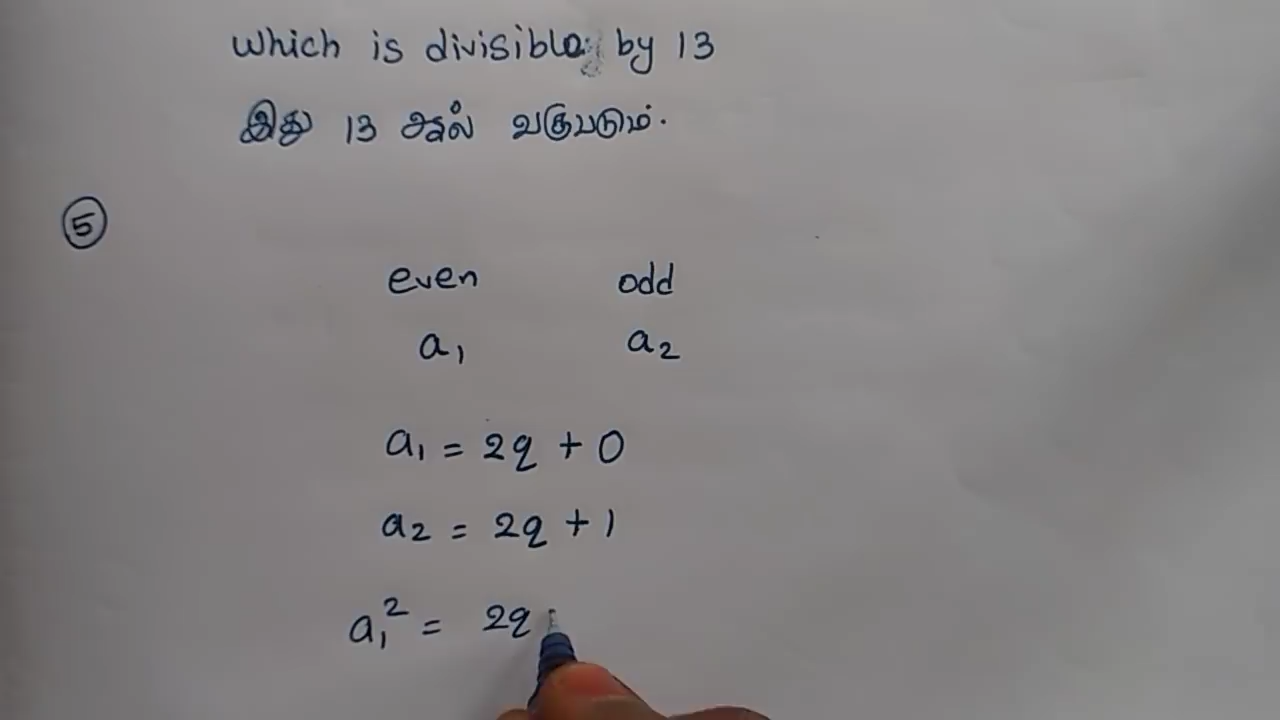 which is divisible by 13
இது 13 ஆல் வகுபடும்.
5
even odd
a₁ a₂
a₁ = 2q + 0
a₂ = 2q + 1
a₁² = 2q